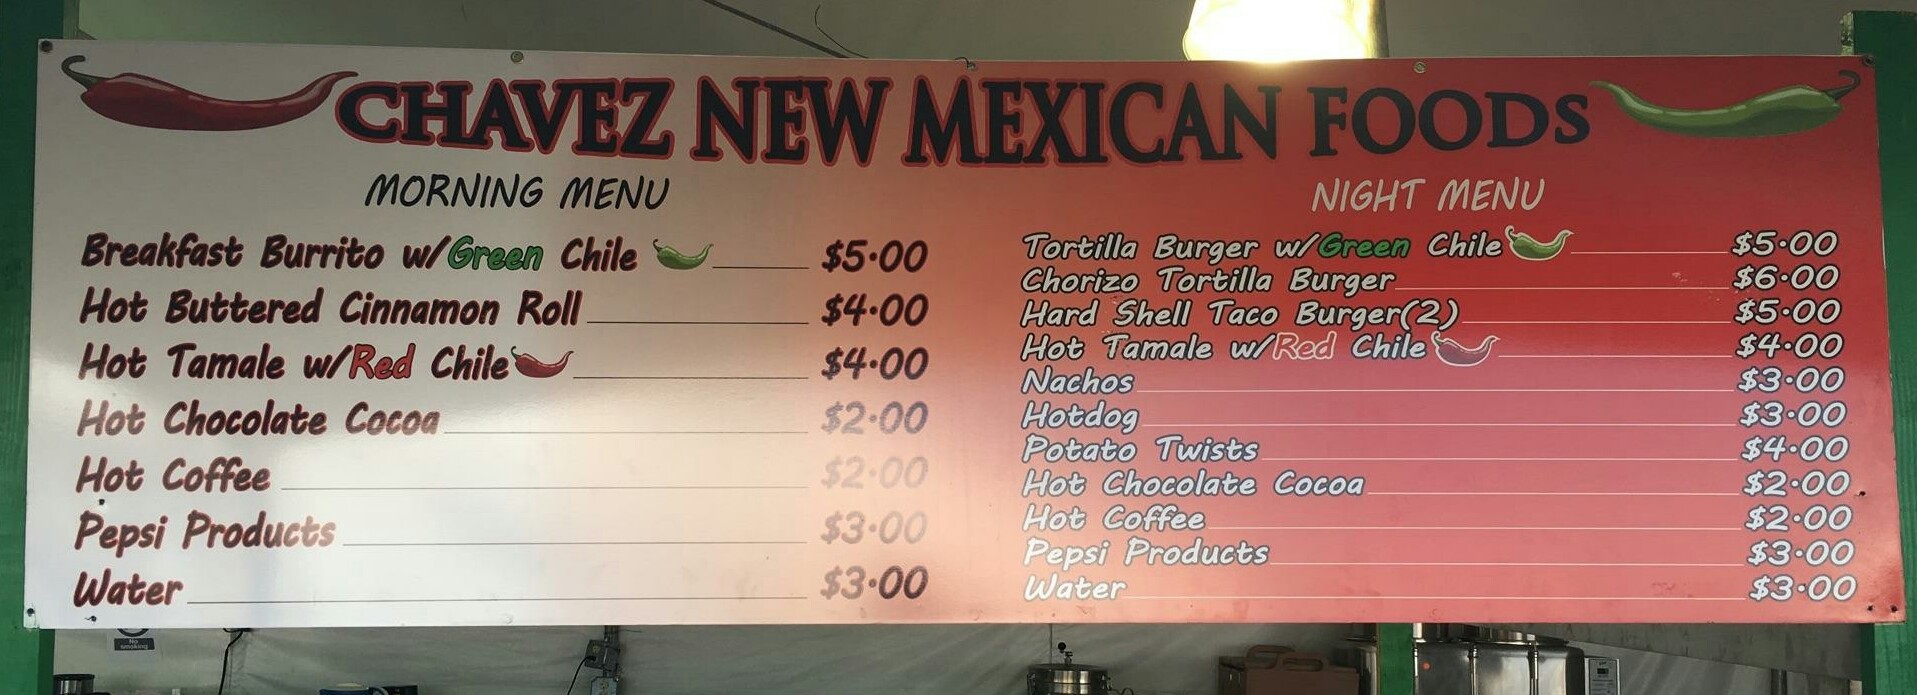 CHAVEZ NEW MEXICAN FOODS
MORNING MENU
Breakfast Burrito w/Green Chile $5.00
Hot Buttered Cinnamon Roll $4.00
Hot Tamale w/Red Chile $4.00
Hot Chocolate Cocoa $2.00
Hot Coffee $2.00
Pepsi Products $3.00
Water $3.00
NIGHT MENU
Tortilla Burger w/Green Chile $5.00
Chorizo Tortilla Burger $6.00
Hard Shell Taco Burger(2) $5.00
Hot Tamale w/Red Chile $4.00
Nachos $3.00
Hotdog $3.00
Potato Twists $4.00
Hot Chocolate Cocoa $2.00
Hot Coffee $2.00
Pepsi Products $3.00
Water $3.00
No
smoking